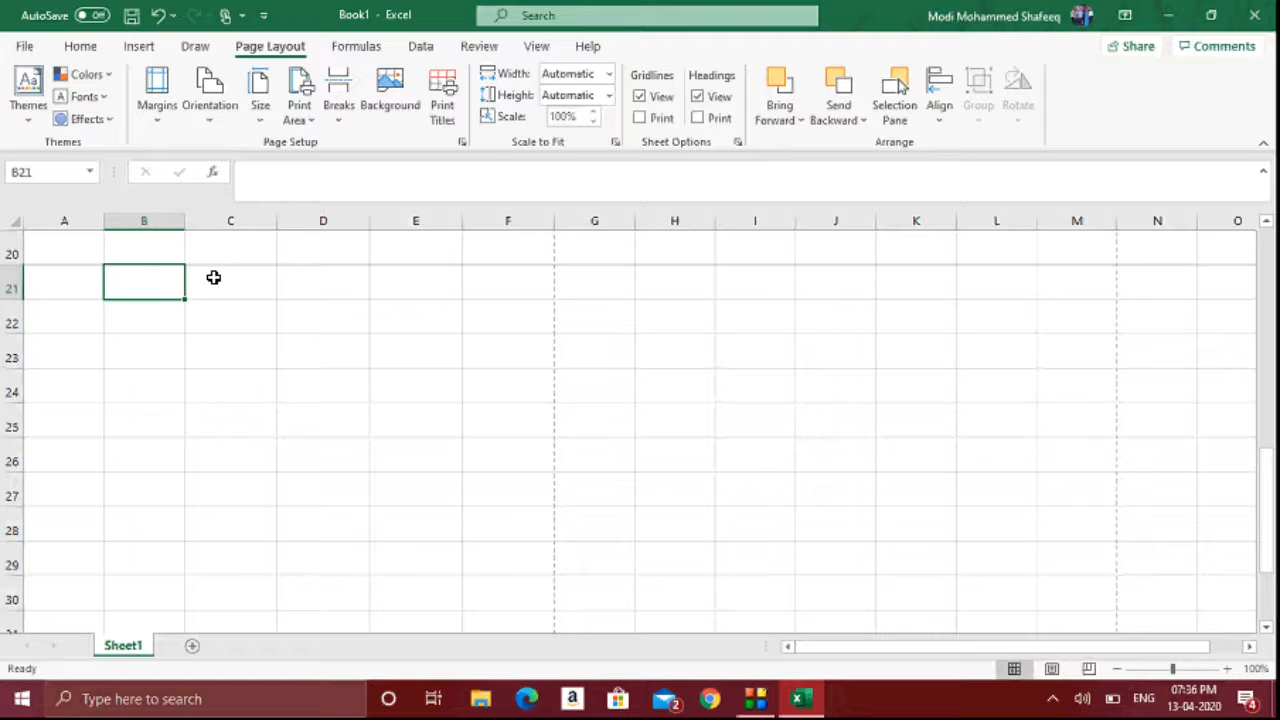 AutoSave Off Book1 - Excel Search Modi Mohammed Shafeeq
File Home Insert Draw Page Layout Formulas Data Review View Help Share Comments
Themes Colors Fonts Effects
Themes
Margins Orientation Size Print Area Breaks Background Print Titles
Page Setup
Width: Automatic
Height: Automatic
Scale: 100%
Scale to Fit
Gridlines Headings
View View
Print Print
Sheet Options
Bring Forward Send Backward Selection Pane Align Group Rotate
Arrange
B21 fx
A B C D E F G H I J K L M N O
20
21
22
23
24
25
26
27
28
29
30
Sheet1
Ready 100%
Type here to search a 2 ENG 07:36 PM 13-04-2020 4